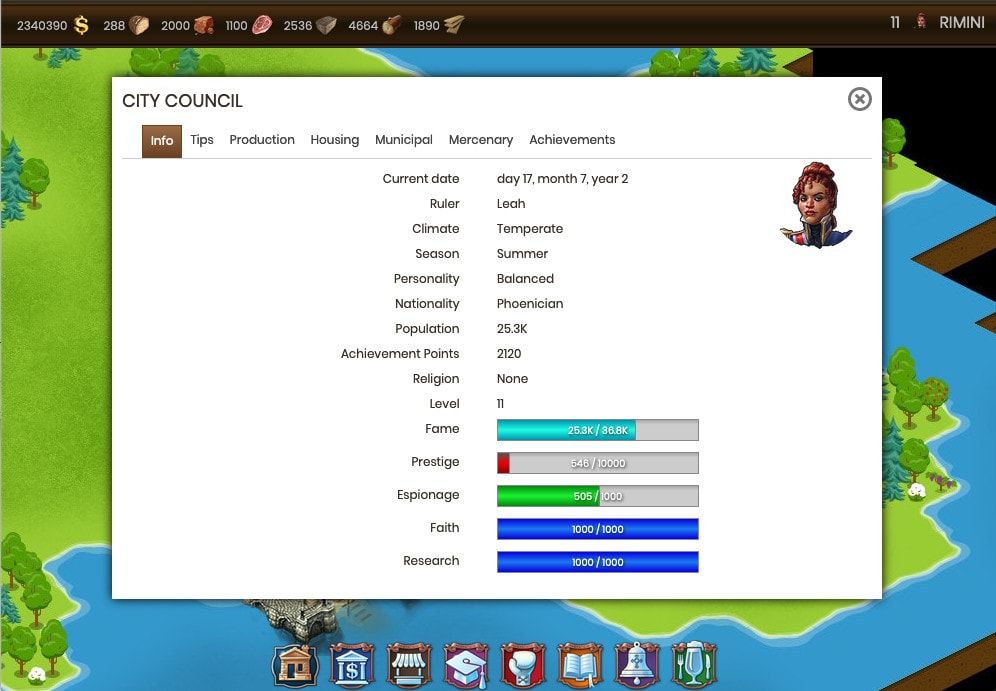 2340390 288 2000 1100 2536 4664 1890 11 RIMINI
CITY COUNCIL
Info Tips Production Housing Municipal Mercenary Achievements
Current date day 17, month 7, year 2
Ruler Leah
Climate Temperate
Season Summer
Personality Balanced
Nationality Phoenician
Population 25.3K
Achievement Points 2120
Religion None
Level 11
Fame 25.3K / 36.8K
Prestige 546 / 10000
Espionage 505 / 1000
Faith 1000 / 1000
Research 1000 / 1000